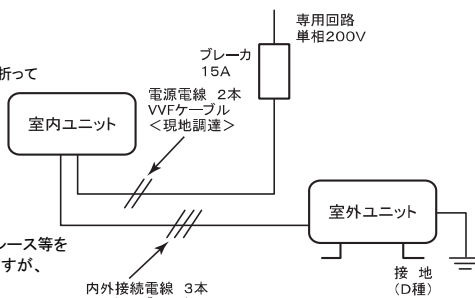 専用回路
単相200V
ブレーカ
15A
折って
電源電線 2本
VVFケーブル
＜現地調達＞
室内ユニット
室外ユニット
レース等を
すが、
接 地
(D種)
内外接続電線 3本